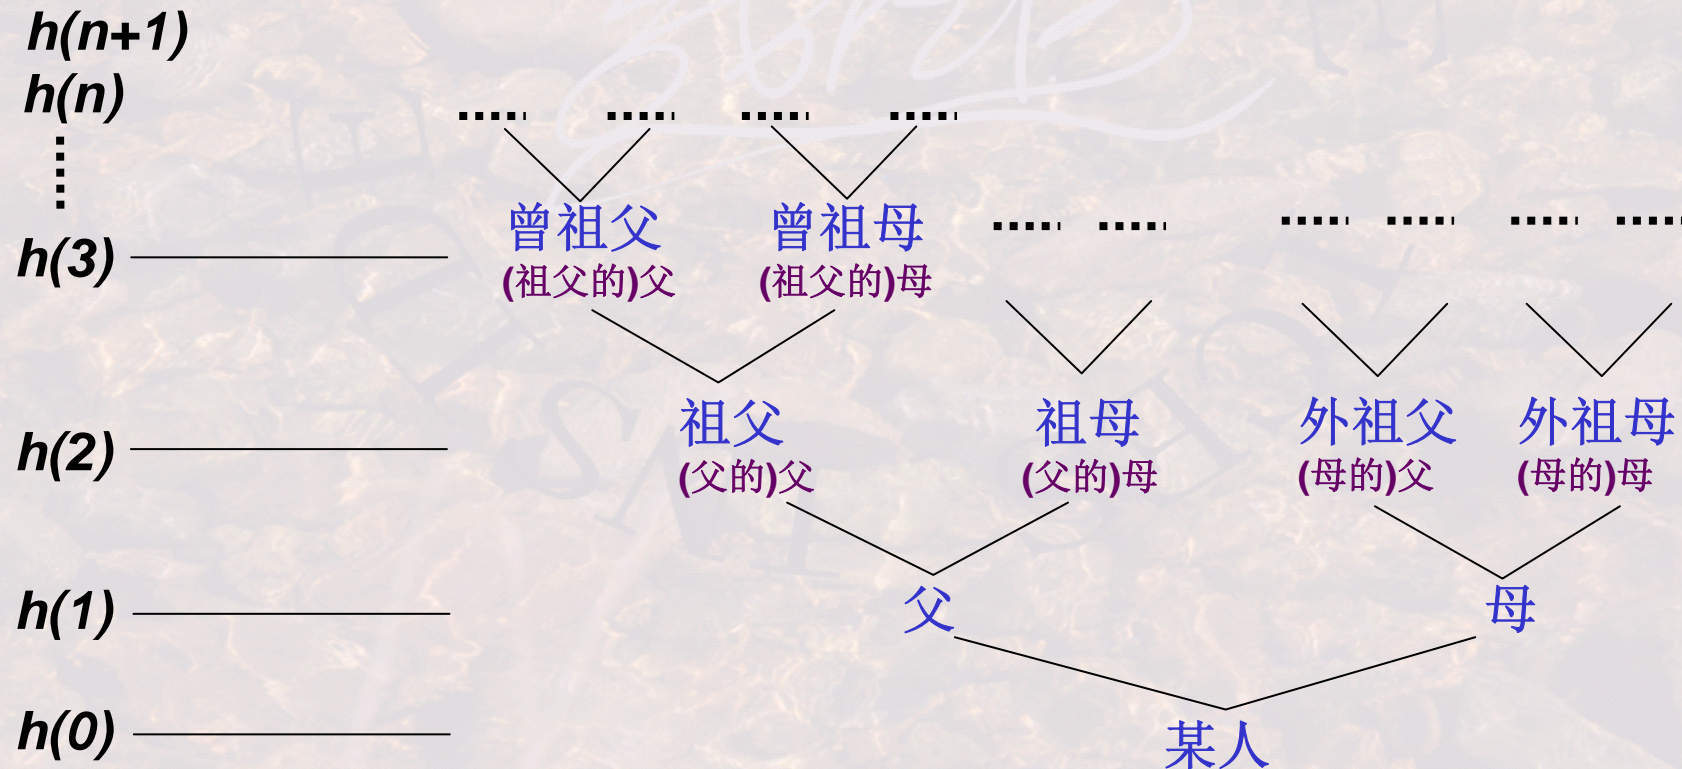 h(n+1)
h(n)
曾祖父 曾祖母
h(3) (祖父的)父 (祖父的)母
祖父 祖母 外祖父 外祖母
h(2) (父的)父 (父的)母 (母的)父 (母的)母
h(1) 父 母
h(0) 某人